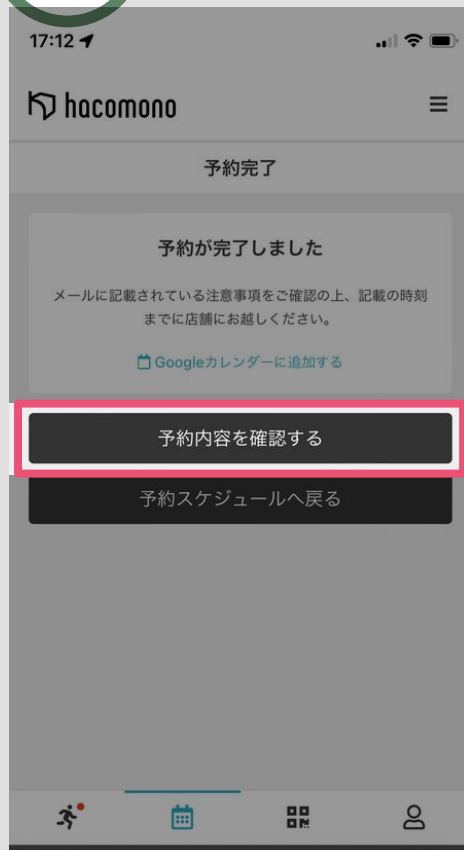 17:12
hacomono
予約完了
予約が完了しました
メールに記載されている注意事項をご確認の上、記載の時刻
までに店舗にお越しください。
Googleカレンダーに追加する
予約内容を確認する
予約スケジュールへ戻る